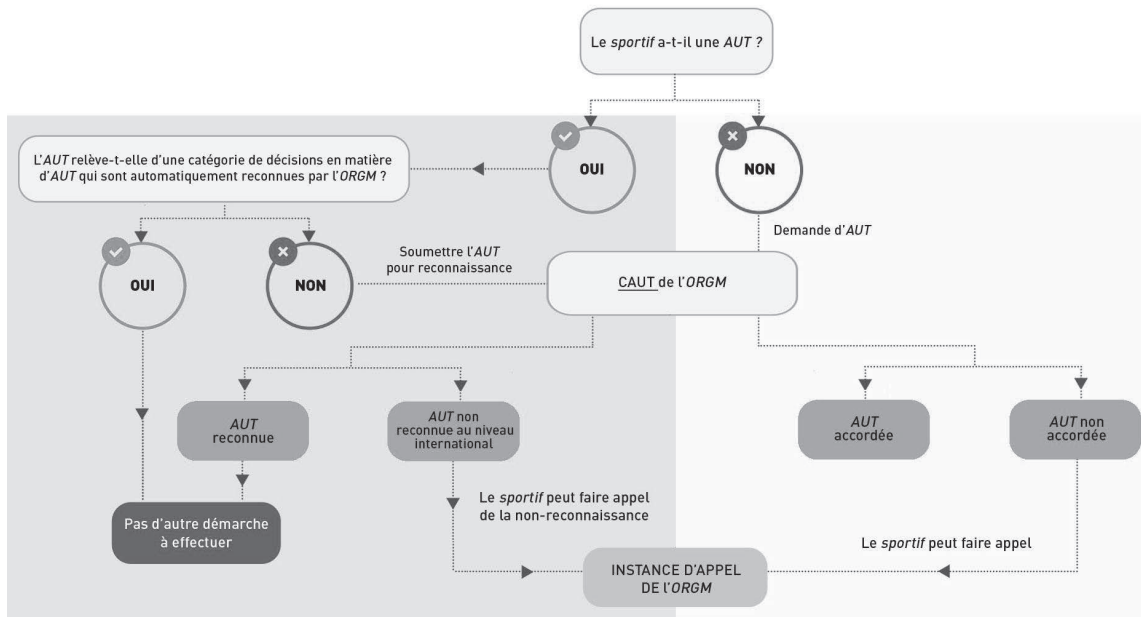 Le sportif a-t-il une AUT ?
L'AUT relève-t-elle d'une catégorie de décisions en matière
d'AUT qui sont automatiquement reconnues par l'ORGM ?
OUI
NON
Demande d'AUT
OUI
NON
Soumettre l'AUT
pour reconnaissance
CAUT de l'ORGM
AUT
reconnue
AUT non
reconnue au niveau
international
AUT
accordée
AUT non
accordée
Pas d'autre démarche
à effectuer
Le sportif peut faire appel
de la non-reconnaissance
Le sportif peut faire appel
INSTANCE D'APPEL
DE L'ORGM